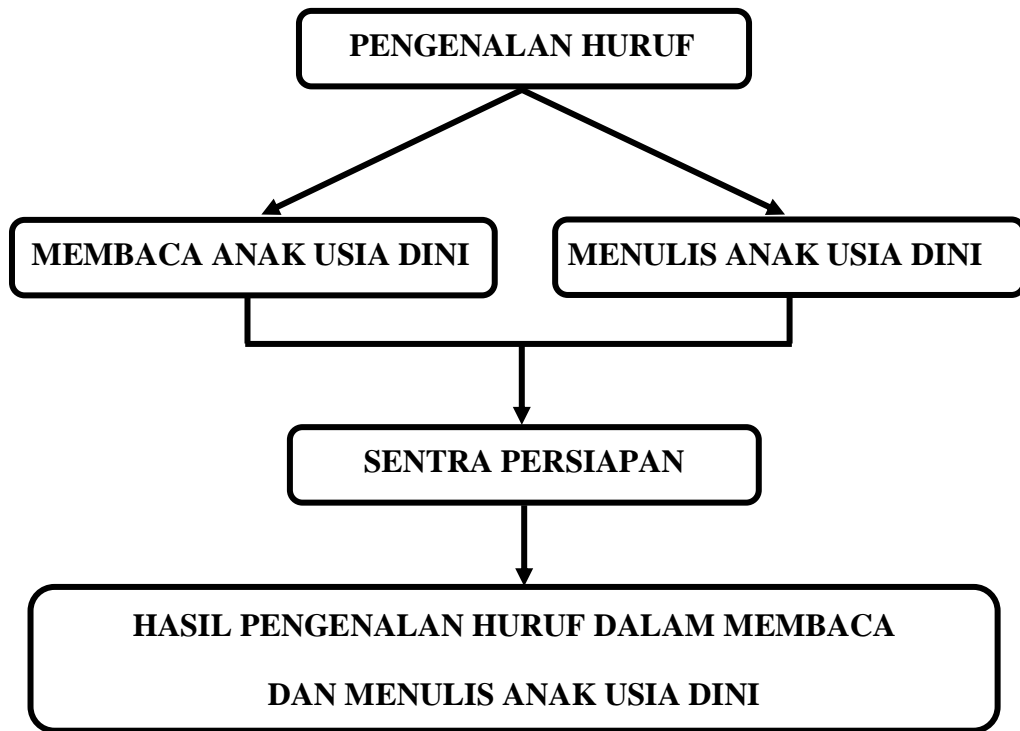 PENGENALAN HURUF
MEMBACA ANAK USIA DINI
MENULIS ANAK USIA DINI
SENTRA PERSIAPAN
HASIL PENGENALAN HURUF DALAM MEMBACA
DAN MENULIS ANAK USIA DINI